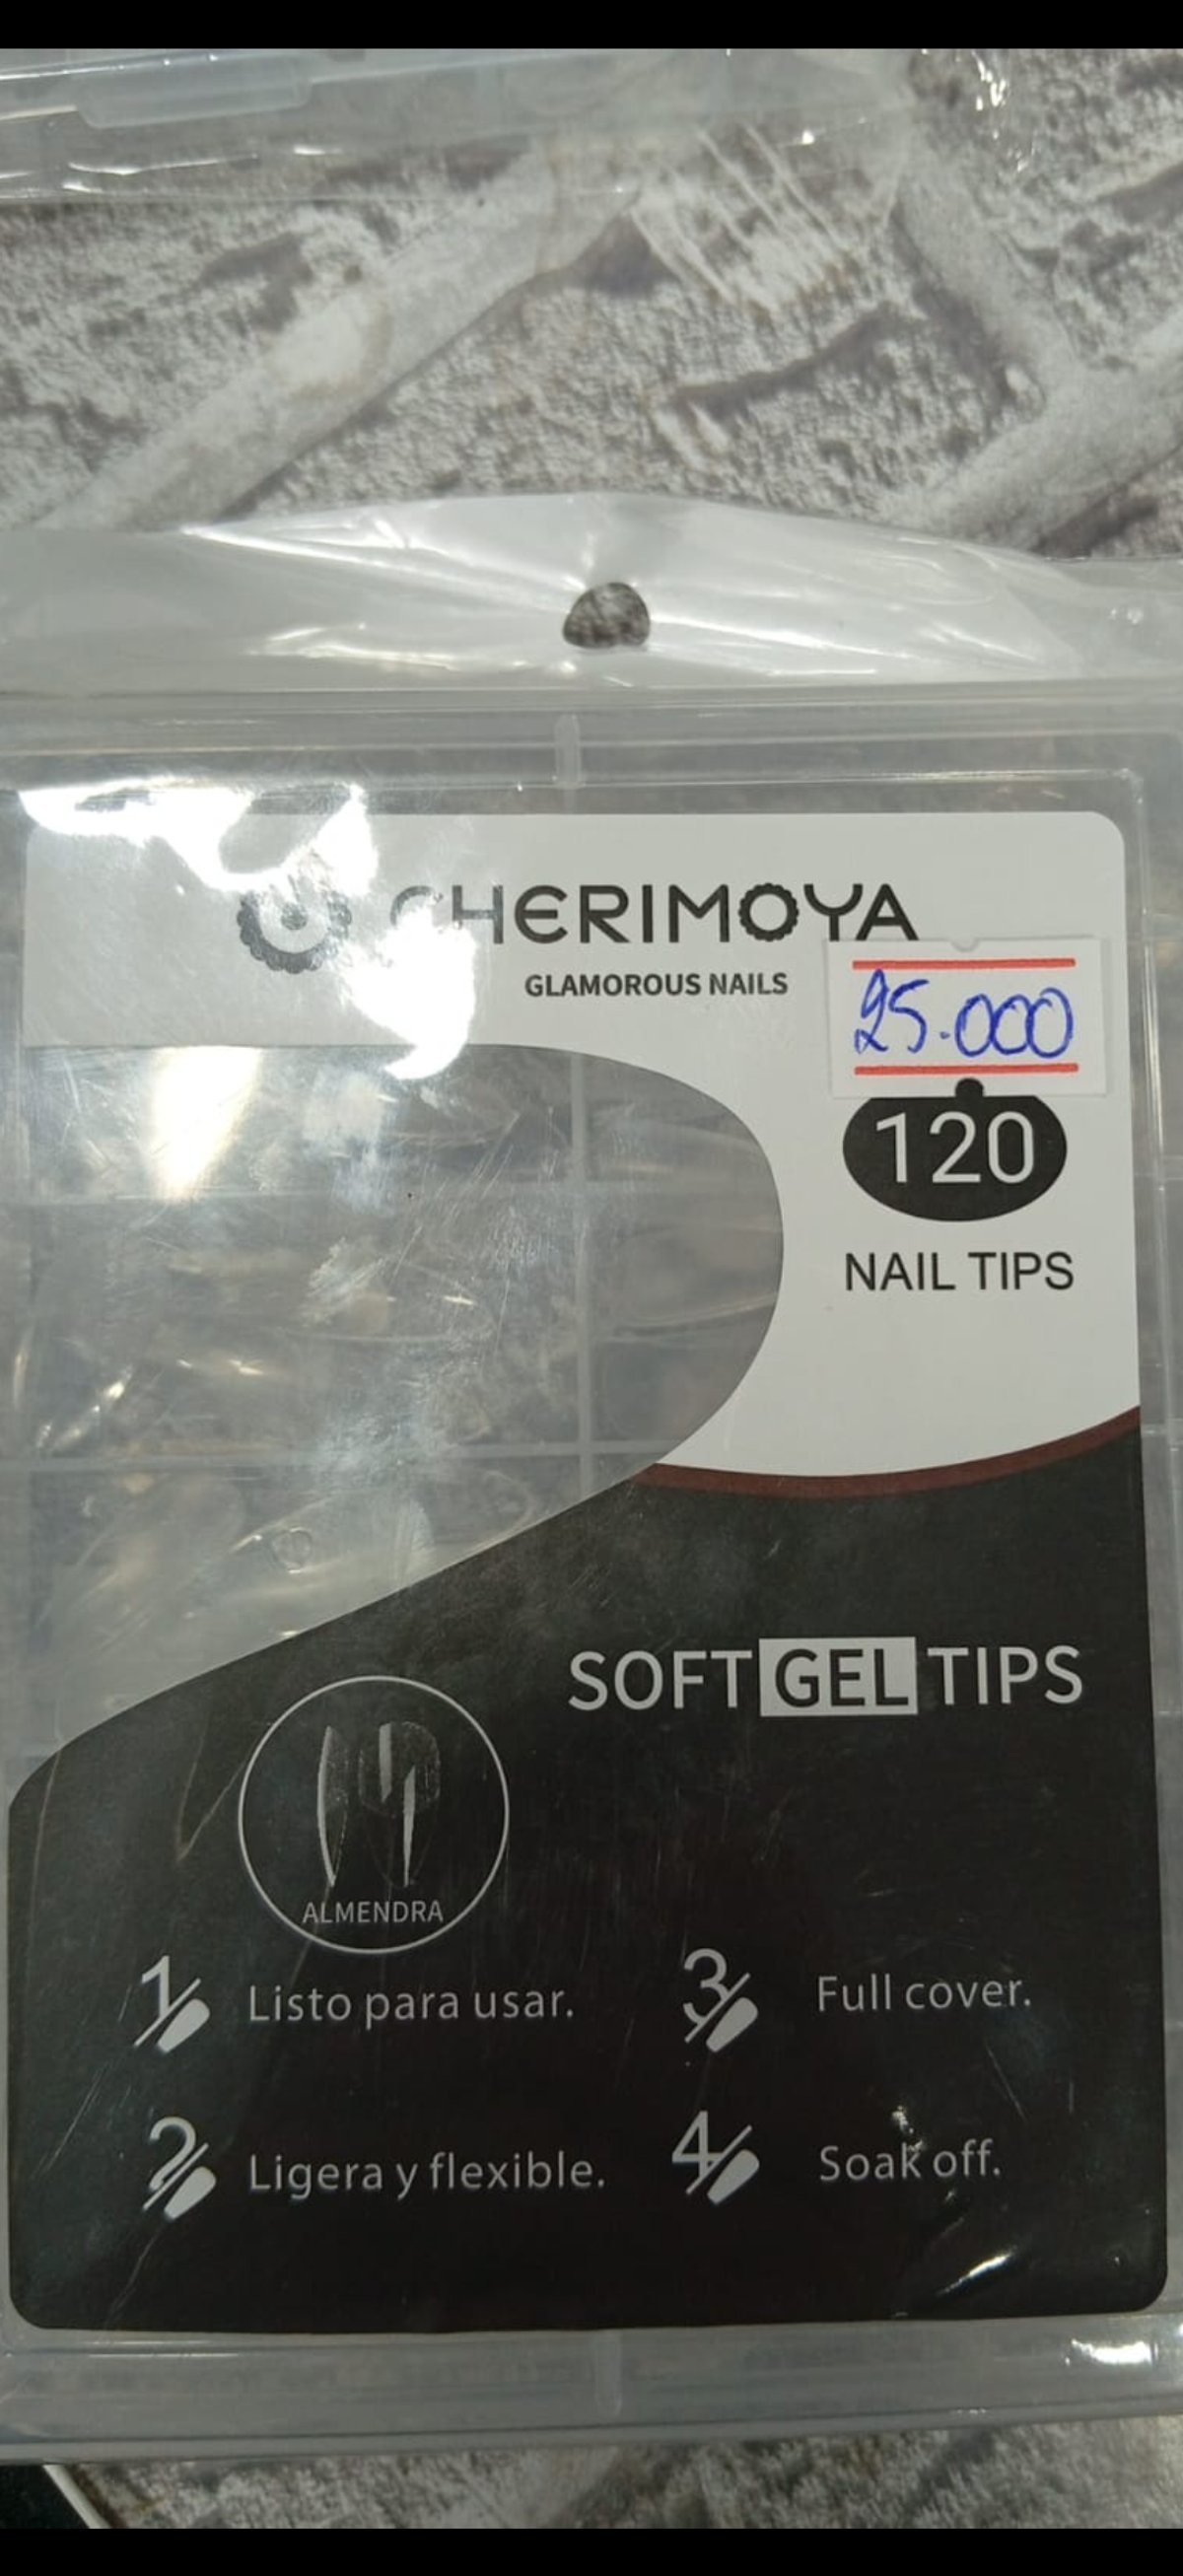 CHERIMOYA
GLAMOROUS NAILS
25.000
120
NAIL TIPS
SOFT GEL TIPS
ALMENDRA
1 Listo para usar.
3 Full cover.
2 Ligera y flexible.
4 Soak off.